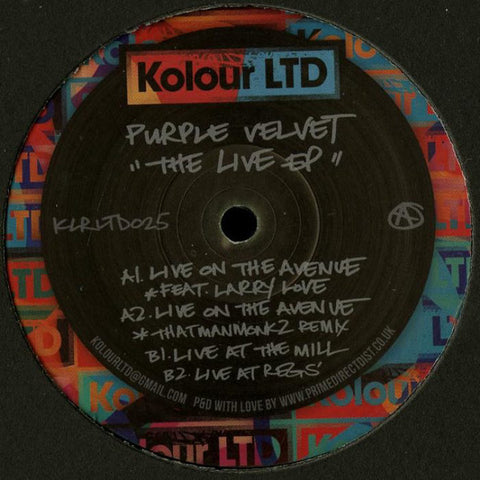 Kolour LTD
PURPLE VELVET
"THE LIVE EP"
KLRLTD025
A1. LIVE ON THE AVENUE
*FEAT. LARRY LOVE
A2. LIVE ON THE AVENUE
*THATMANMONKZ REMIX
B1. LIVE AT THE MILL
B2. LIVE AT REGS'
KOLOURLTD@GMAIL.COM P&D WITH LOVE BY WWW.PRIMEDIRECTDIST.CO.UK
Kolour LTD